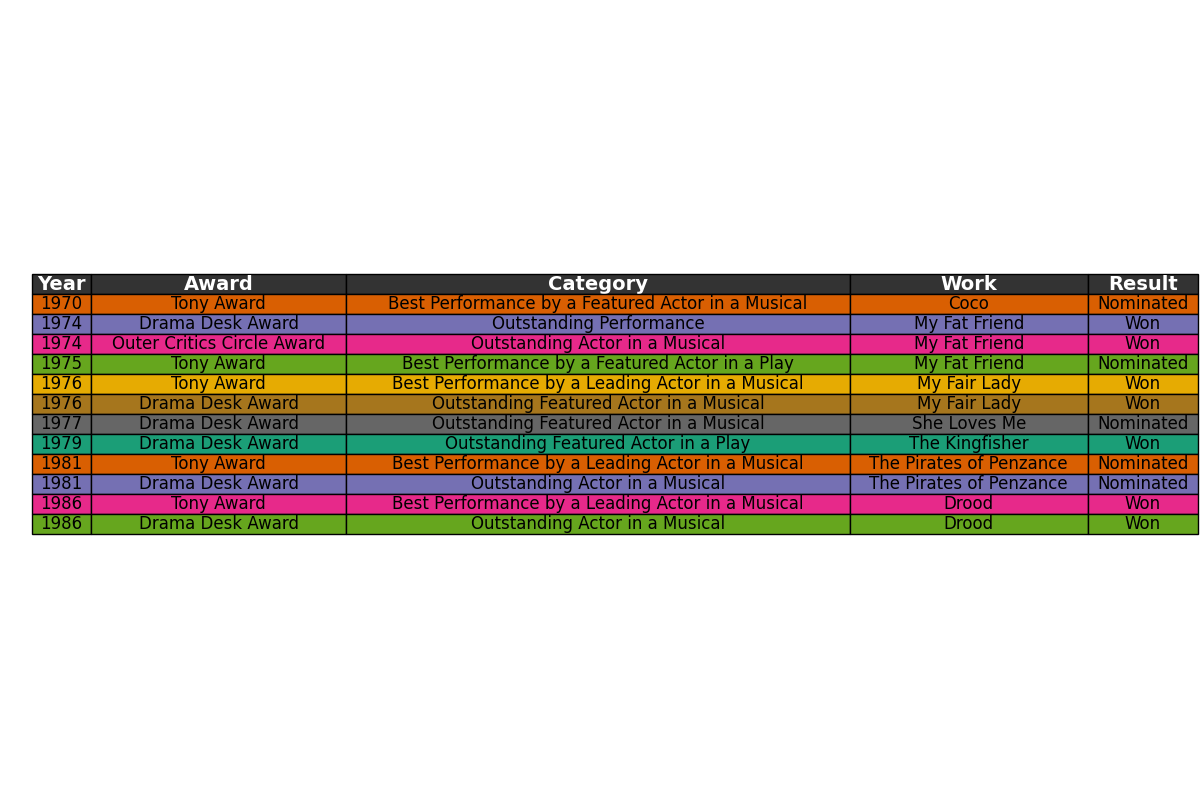 Year Award Category Work Result
1970 Tony Award Best Performance by a Featured Actor in a Musical Coco Nominated
1974 Drama Desk Award Outstanding Performance My Fat Friend Won
1974 Outer Critics Circle Award Outstanding Actor in a Musical My Fat Friend Won
1975 Tony Award Best Performance by a Featured Actor in a Play My Fat Friend Nominated
1976 Tony Award Best Performance by a Leading Actor in a Musical My Fair Lady Won
1976 Drama Desk Award Outstanding Featured Actor in a Musical My Fair Lady Won
1977 Drama Desk Award Outstanding Featured Actor in a Musical She Loves Me Nominated
1979 Drama Desk Award Outstanding Featured Actor in a Play The Kingfisher Won
1981 Tony Award Best Performance by a Leading Actor in a Musical The Pirates of Penzance Nominated
1981 Drama Desk Award Outstanding Actor in a Musical The Pirates of Penzance Nominated
1986 Tony Award Best Performance by a Leading Actor in a Musical Drood Won
1986 Drama Desk Award Outstanding Actor in a Musical Drood Won